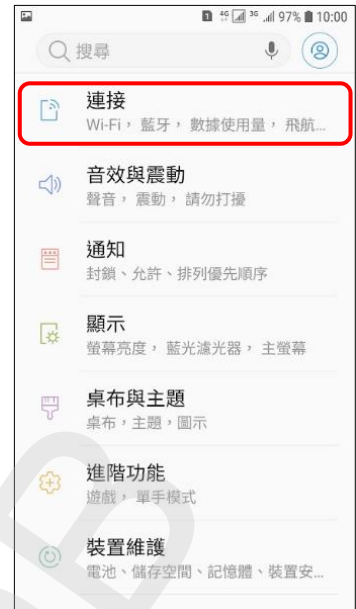 1 4G 3G 97% 10:00
搜尋
連接
Wi-Fi， 藍牙， 數據使用量， 飛航...
音效與震動
聲音， 震動， 請勿打擾
通知
封鎖、允許、排列優先順序
顯示
螢幕亮度， 藍光濾光器， 主螢幕
桌布與主題
桌布，主題，圖示
進階功能
遊戲， 單手模式
裝置維護
電池、儲存空間、記憶體、裝置安...